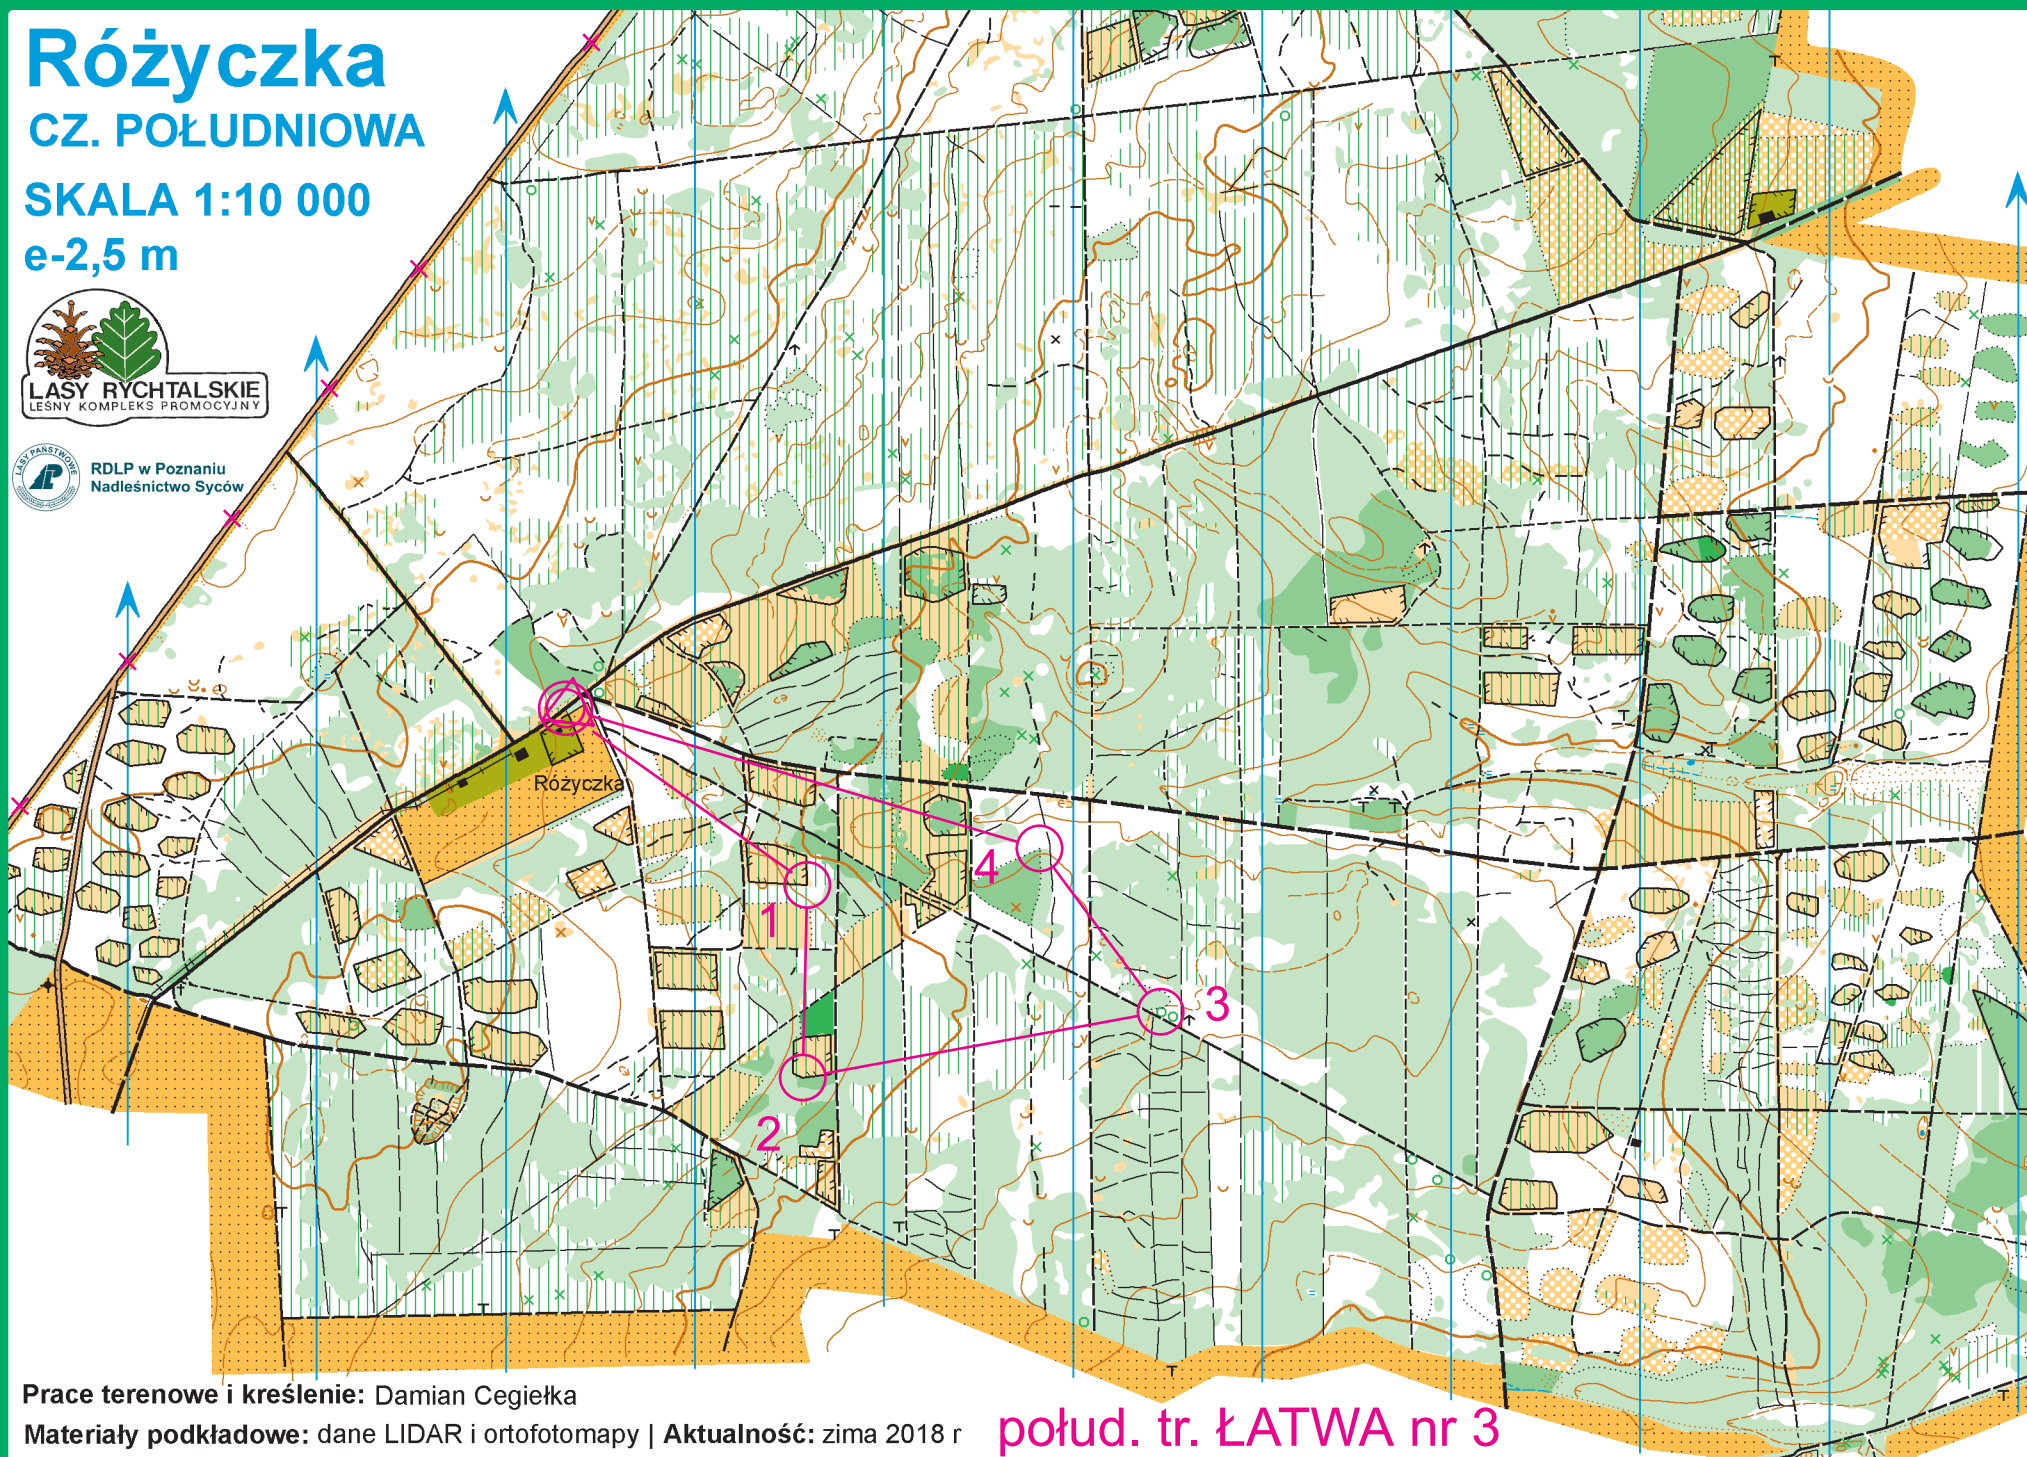 Różyczka
CZ. POŁUDNIOWA
SKALA 1:10 000
e-2,5 m
LASY RYCHTALSKIE
LEŚNY KOMPLEKS PROMOCYJNY
LASY PAŃSTWOWE
RDLP w Poznaniu
Nadleśnictwo Syców
Różyczka
1
2
3
4
Prace terenowe i kreślenie: Damian Cegiełka
Materiały podkładowe: dane LIDAR i ortofotomapy | Aktualność: zima 2018 r
połud. tr. ŁATWA nr 3